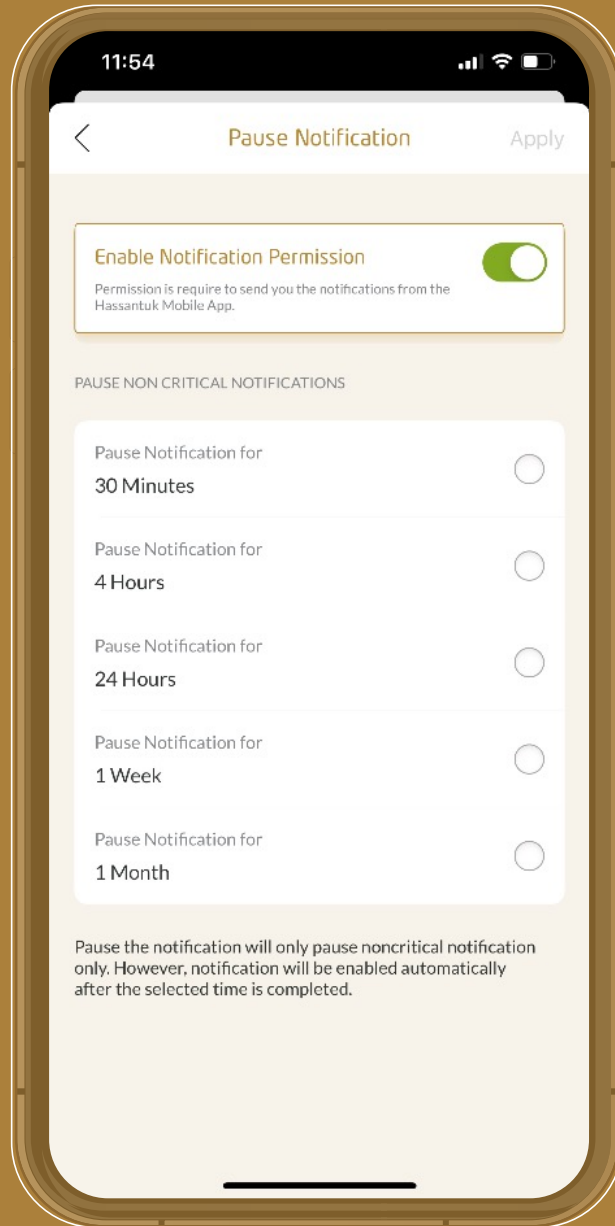 11:54
Pause Notification
Apply
Enable Notification Permission
Permission is require to send you the notifications from the
Hassantuk Mobile App.
PAUSE NON CRITICAL NOTIFICATIONS
Pause Notification for
30 Minutes
Pause Notification for
4 Hours
Pause Notification for
24 Hours
Pause Notification for
1 Week
Pause Notification for
1 Month
Pause the notification will only pause noncritical notification
only. However, notification will be enabled automatically
after the selected time is completed.